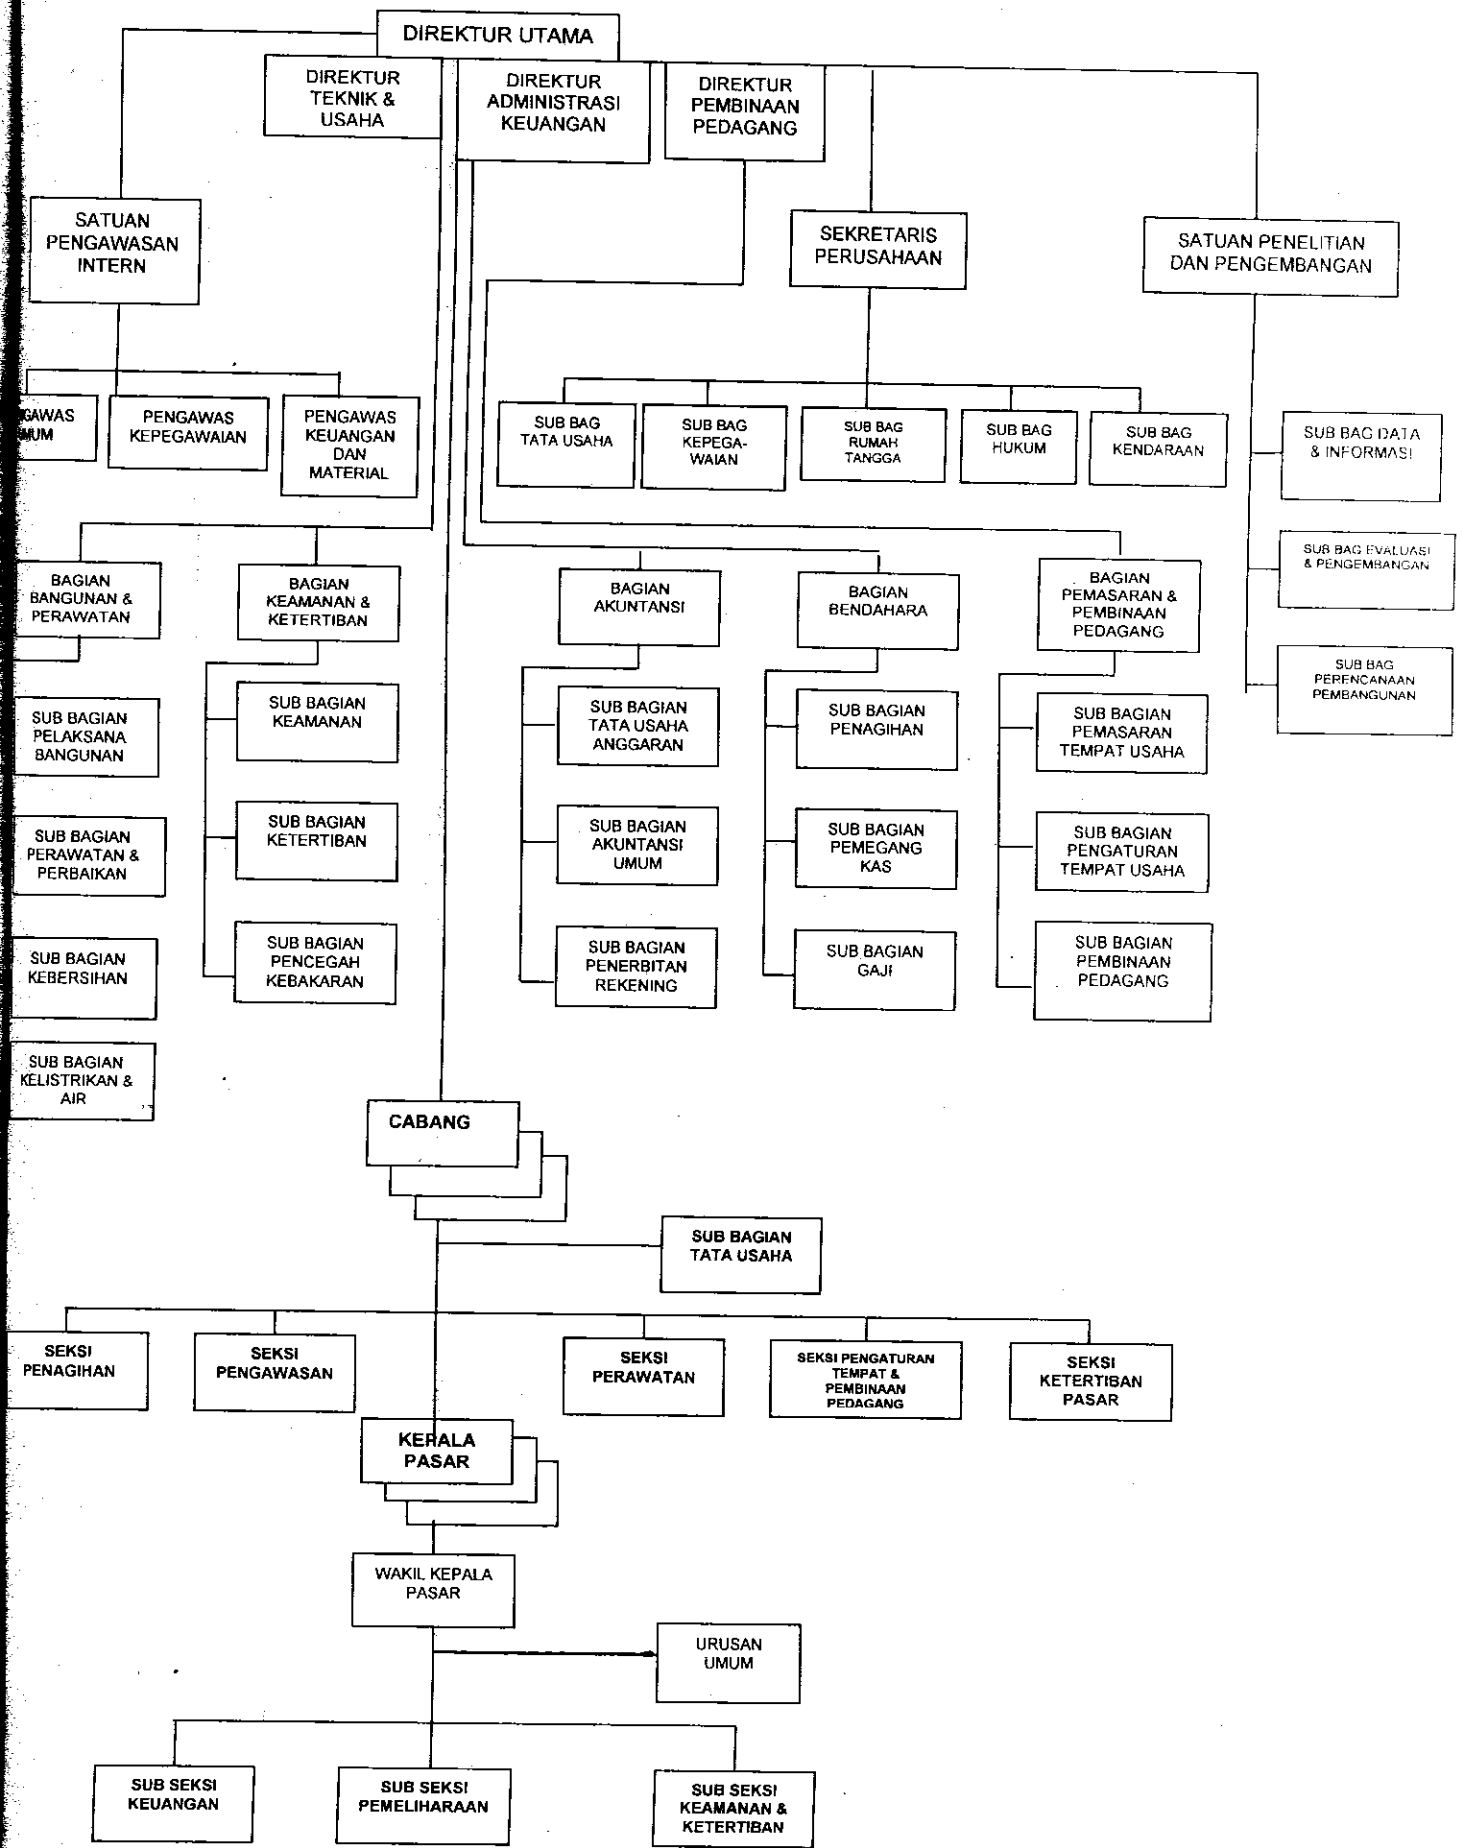 DIREKTUR UTAMA
DIREKTUR
TEKNIK &
USAHA
DIREKTUR
ADMINISTRASI
KEUANGAN
DIREKTUR
PEMBINAAN
PEDAGANG
SATUAN
PENGAWASAN
INTERN
SEKRETARIS
PERUSAHAAN
SATUAN PENELITIAN
DAN PENGEMBANGAN
GAWAS
MUM
PENGAWAS
KEPEGAWAIAN
PENGAWAS
KEUANGAN
DAN
MATERIAL
SUB BAG
TATA USAHA
SUB BAG
KEPEGA-
WAIAN
SUB BAG
RUMAH
TANGGA
SUB BAG
HUKUM
SUB BAG
KENDARAAN
SUB BAG DATA
& INFORMASI
SUB BAG EVALUASI
& PENGEMBANGAN
SUB BAG
PERENCANAAN
PEMBANGUNAN
BAGIAN
BANGUNAN &
PERAWATAN
BAGIAN
KEAMANAN &
KETERTIBAN
BAGIAN
AKUNTANSI
BAGIAN
BENDAHARA
BAGIAN
PEMASARAN &
PEMBINAAN
PEDAGANG
SUB BAGIAN
PELAKSANA
BANGUNAN
SUB BAGIAN
KEAMANAN
SUB BAGIAN
TATA USAHA
ANGGARAN
SUB BAGIAN
PENAGIHAN
SUB BAGIAN
PEMASARAN
TEMPAT USAHA
SUB BAGIAN
PERAWATAN &
PERBAIKAN
SUB BAGIAN
KETERTIBAN
SUB BAGIAN
AKUNTANSI
UMUM
SUB BAGIAN
PEMEGANG
KAS
SUB BAGIAN
PENGATURAN
TEMPAT USAHA
SUB BAGIAN
KEBERSIHAN
SUB BAGIAN
PENCEGAH
KEBAKARAN
SUB BAGIAN
PENERBITAN
REKENING
SUB BAGIAN
GAJI
SUB BAGIAN
PEMBINAAN
PEDAGANG
SUB BAGIAN
KELISTRIKAN &
AIR
CABANG
SUB BAGIAN
TATA USAHA
SEKSI
PENAGIHAN
SEKSI
PENGAWASAN
SEKSI
PERAWATAN
SEKSI PENGATURAN
TEMPAT &
PEMBINAAN
PEDAGANG
SEKSI
KETERTIBAN
PASAR
KEPALA
PASAR
WAKIL KEPALA
PASAR
URUSAN
UMUM
SUB SEKSI
KEUANGAN
SUB SEKSI
PEMELIHARAAN
SUB SEKSI
KEAMANAN &
KETERTIBAN